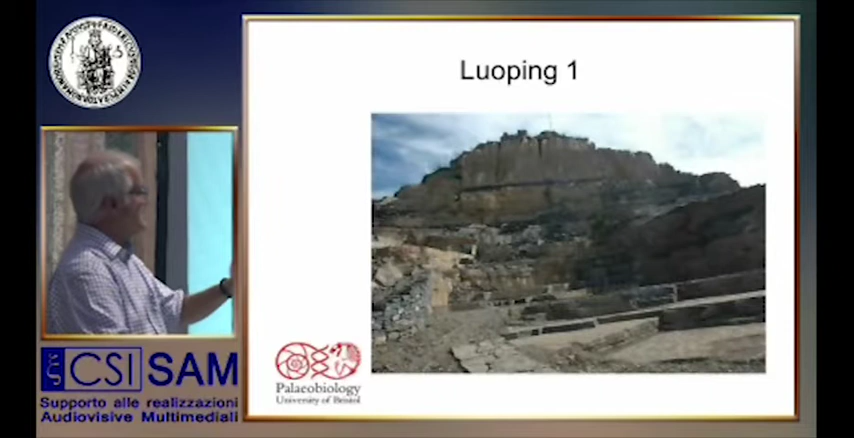 Luoping 1
Palaeobiology
University of Bristol
CSI SAM
Supporto alle realizzazioni
Audiovisive Multimediali